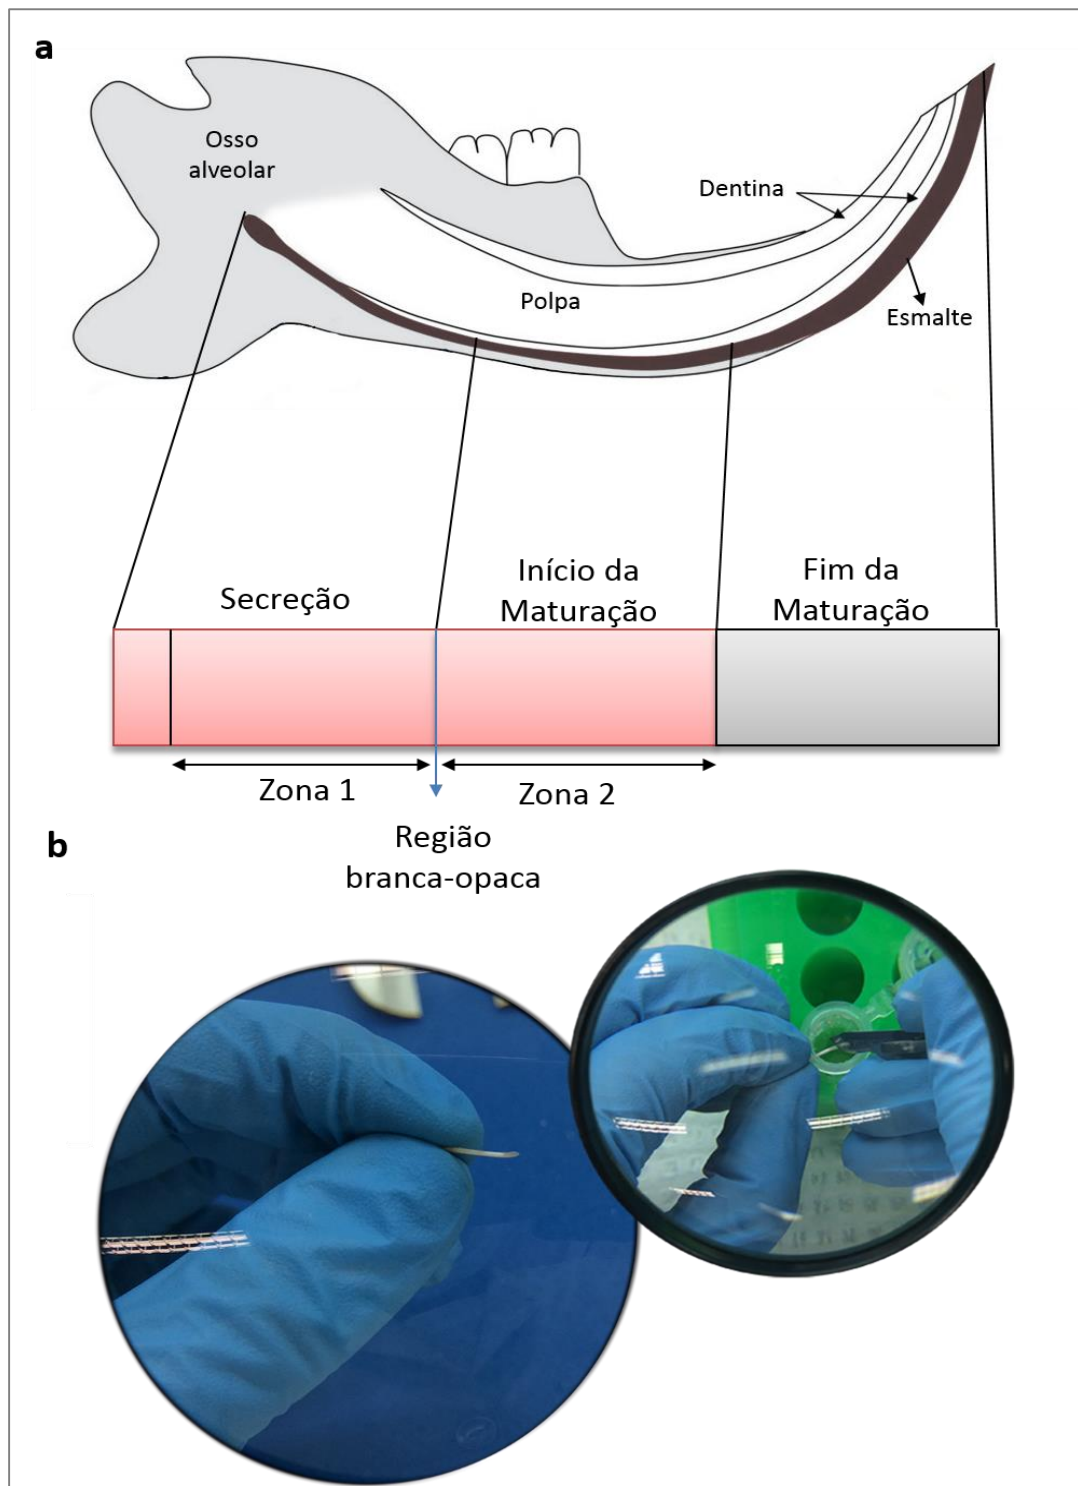 a
Osso
alveolar
Dentina
Polpa
Esmalte
Secreção
Início da
Maturação
Fim da
Maturação
Zona 1
Zona 2
Região
branca-opaca
b